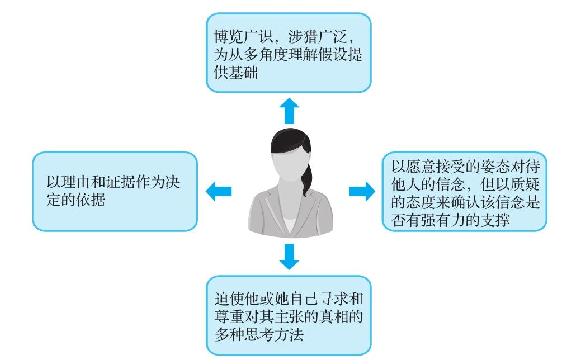 博览广识，涉猎广泛，
为从多角度理解假设提
供基础
以理由和证据作为决
定的依据
以愿意接受的姿态对待
他人的信念，但以质疑
的态度来确认该信念是
否有强有力的支撑
迫使他或她自己寻求和
尊重对其主张的真相的
多种思考方法